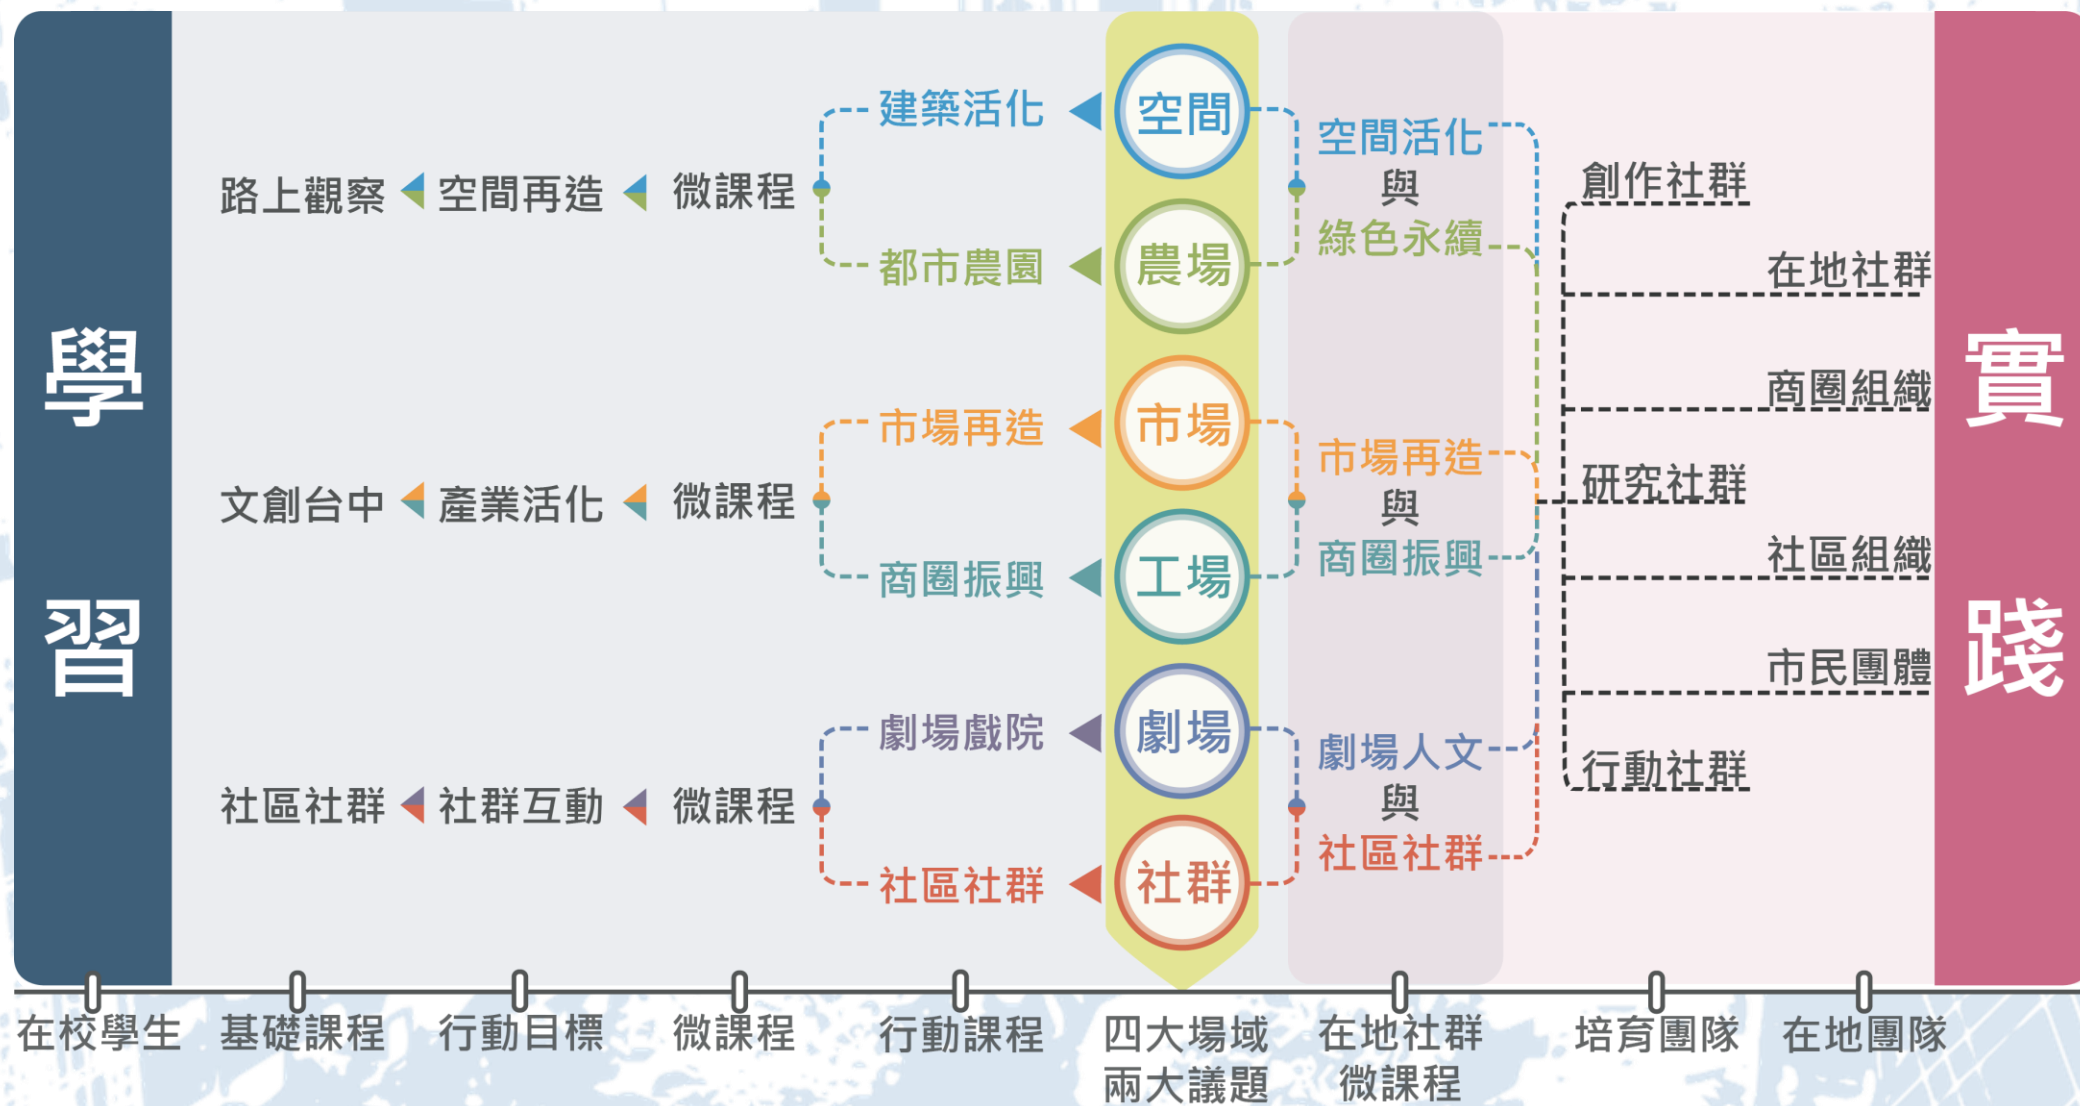 學習
路上觀察
空間再造
微課程
建築活化
都市農園
文創台中
產業活化
微課程
市場再造
商圈振興
社區社群
社群互動
微課程
劇場戲院
社區社群
空間
農場
市場
工場
劇場
社群
空間活化
與
綠色永續
市場再造
與
商圈振興
劇場人文
與
社區社群
創作社群
在地社群
商圈組織
研究社群
社區組織
市民團體
行動社群
實踐
在校學生
基礎課程
行動目標
微課程
行動課程
四大場域
兩大議題
在地社群
微課程
培育團隊
在地團隊